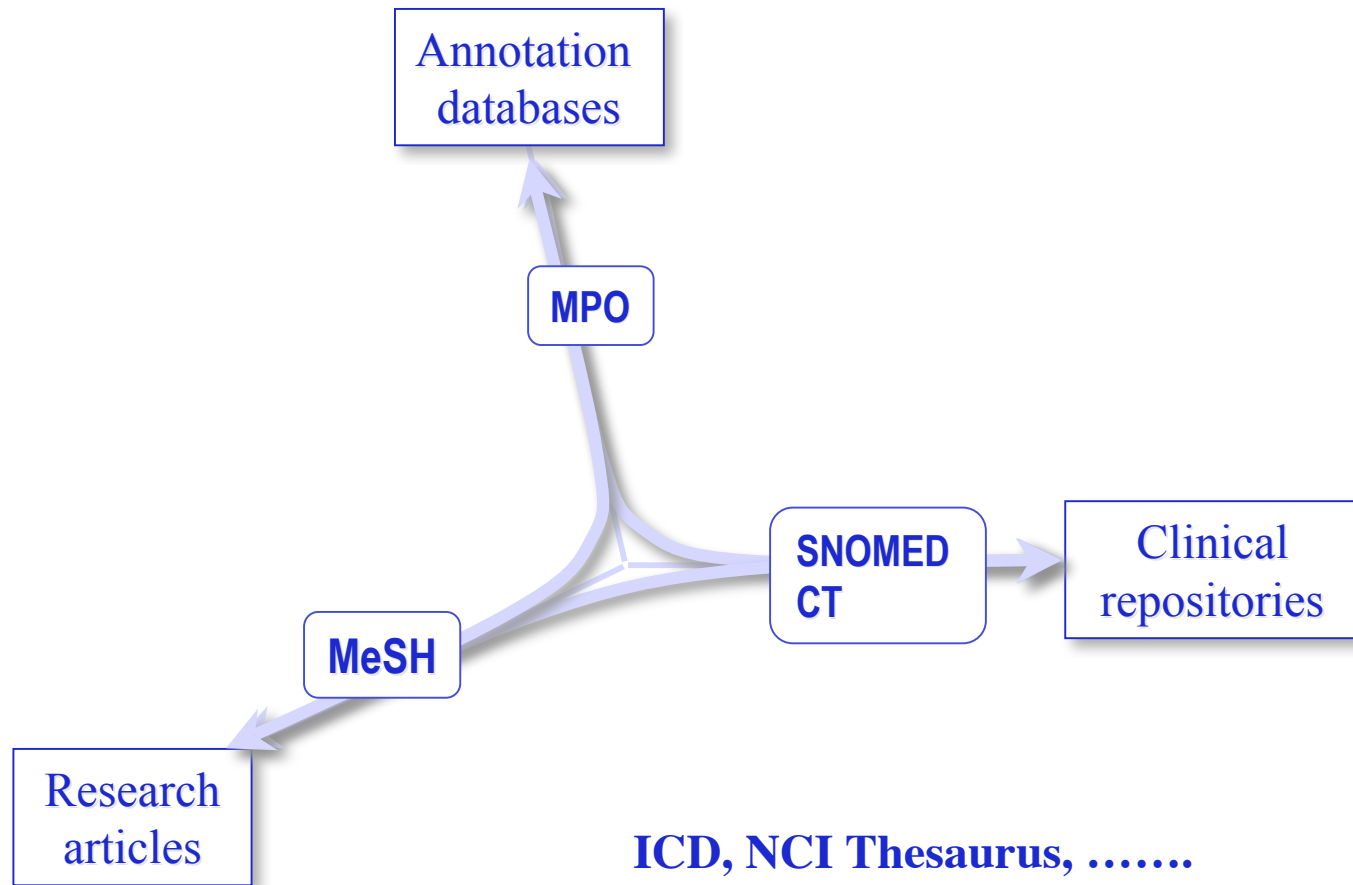 Annotation
databases
MPO
SNOMED
CT
Clinical
repositories
MeSH
Research
articles
ICD, NCI Thesaurus, …….